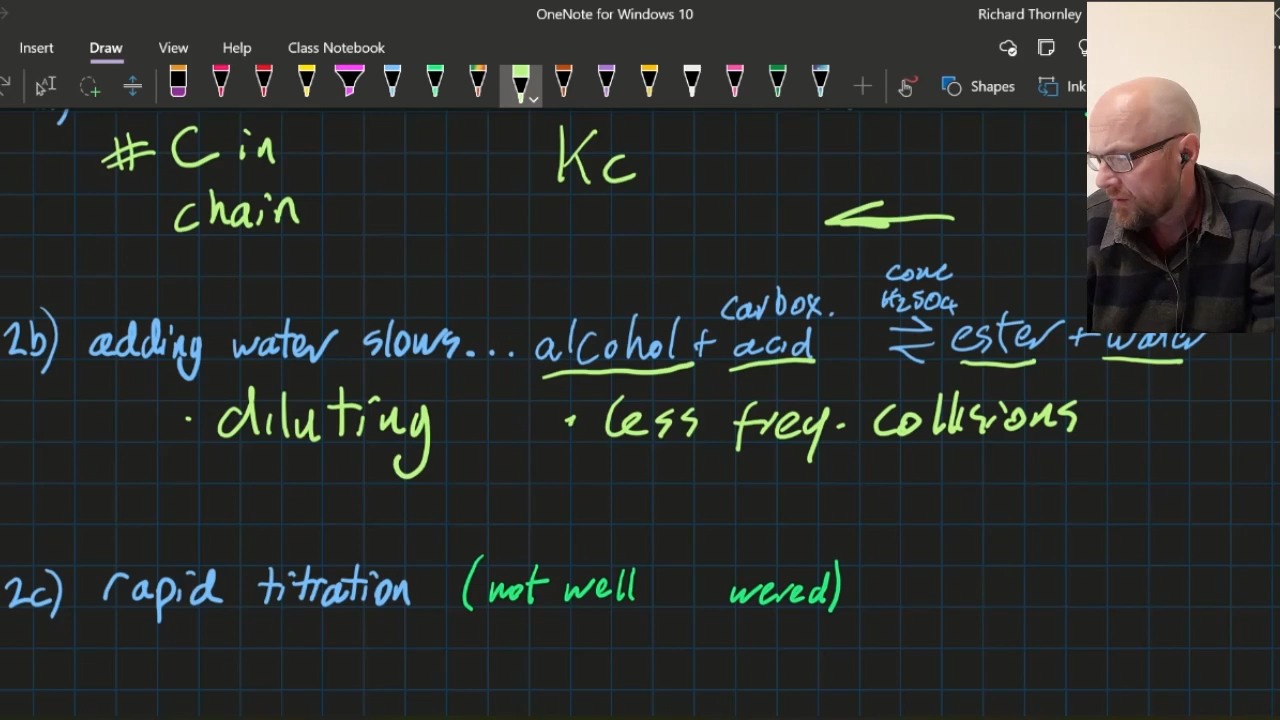 OneNote for Windows 10
Richard Thornley
Insert Draw View Help Class Notebook
Shapes
Ink
# C in
chain
Kc
conc
H2SO4
carbox.
2b) adding water slows... alcohol + acid ⇌ ester + water
· diluting · less freq. collisions
2c) rapid titration (not well wered)